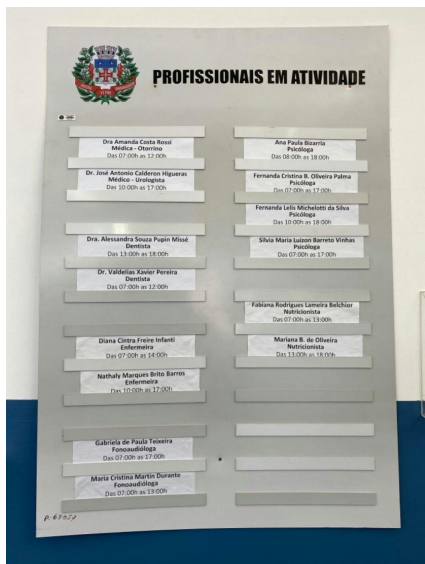 PROFISSIONAIS EM ATIVIDADE
Dra Amanda Costa Rossi
Médica - Otorrino
Das 07:00h as 12:00h
Dr. José Antonio Calderon Higueras
Médico - Urologista
Das 10:00h as 17:00h
Dra. Alessandra Souza Pupin Missé
Dentista
Das 13:00h as 18:00h
Dr. Valdelias Xavier Pereira
Dentista
Das 07:00h as 12:00h
Diana Cintra Freire Infanti
Enfermeira
Das 07:00h as 14:00h
Nathaly Marques Brito Barros
Enfermeira
Das 10:00h as 17:00h
Gabriela de Paula Teixeira
Fonoaudióloga
Das 07:00h as 17:00h
Maria Cristina Martin Durante
Fonoaudióloga
Das 07:00h as 13:00h
Ana Paula Bizarria
Psicóloga
Das 08:00h as 18:00h
Fernanda Cristina B. Oliveira Palma
Psicóloga
Das 07:00h as 17:00h
Fernanda Lelis Michelotti da Silva
Psicóloga
Das 10:00h as 18:00h
Silvia Maria Luizon Barreto Vinhas
Psicóloga
Das 07:00h as 17:00h
Fabiana Rodrigues Lameira Belchior
Nutricionista
Das 07:00h as 13:00h
Mariana B. de Oliveira
Nutricionista
Das 13:00h as 18:00h